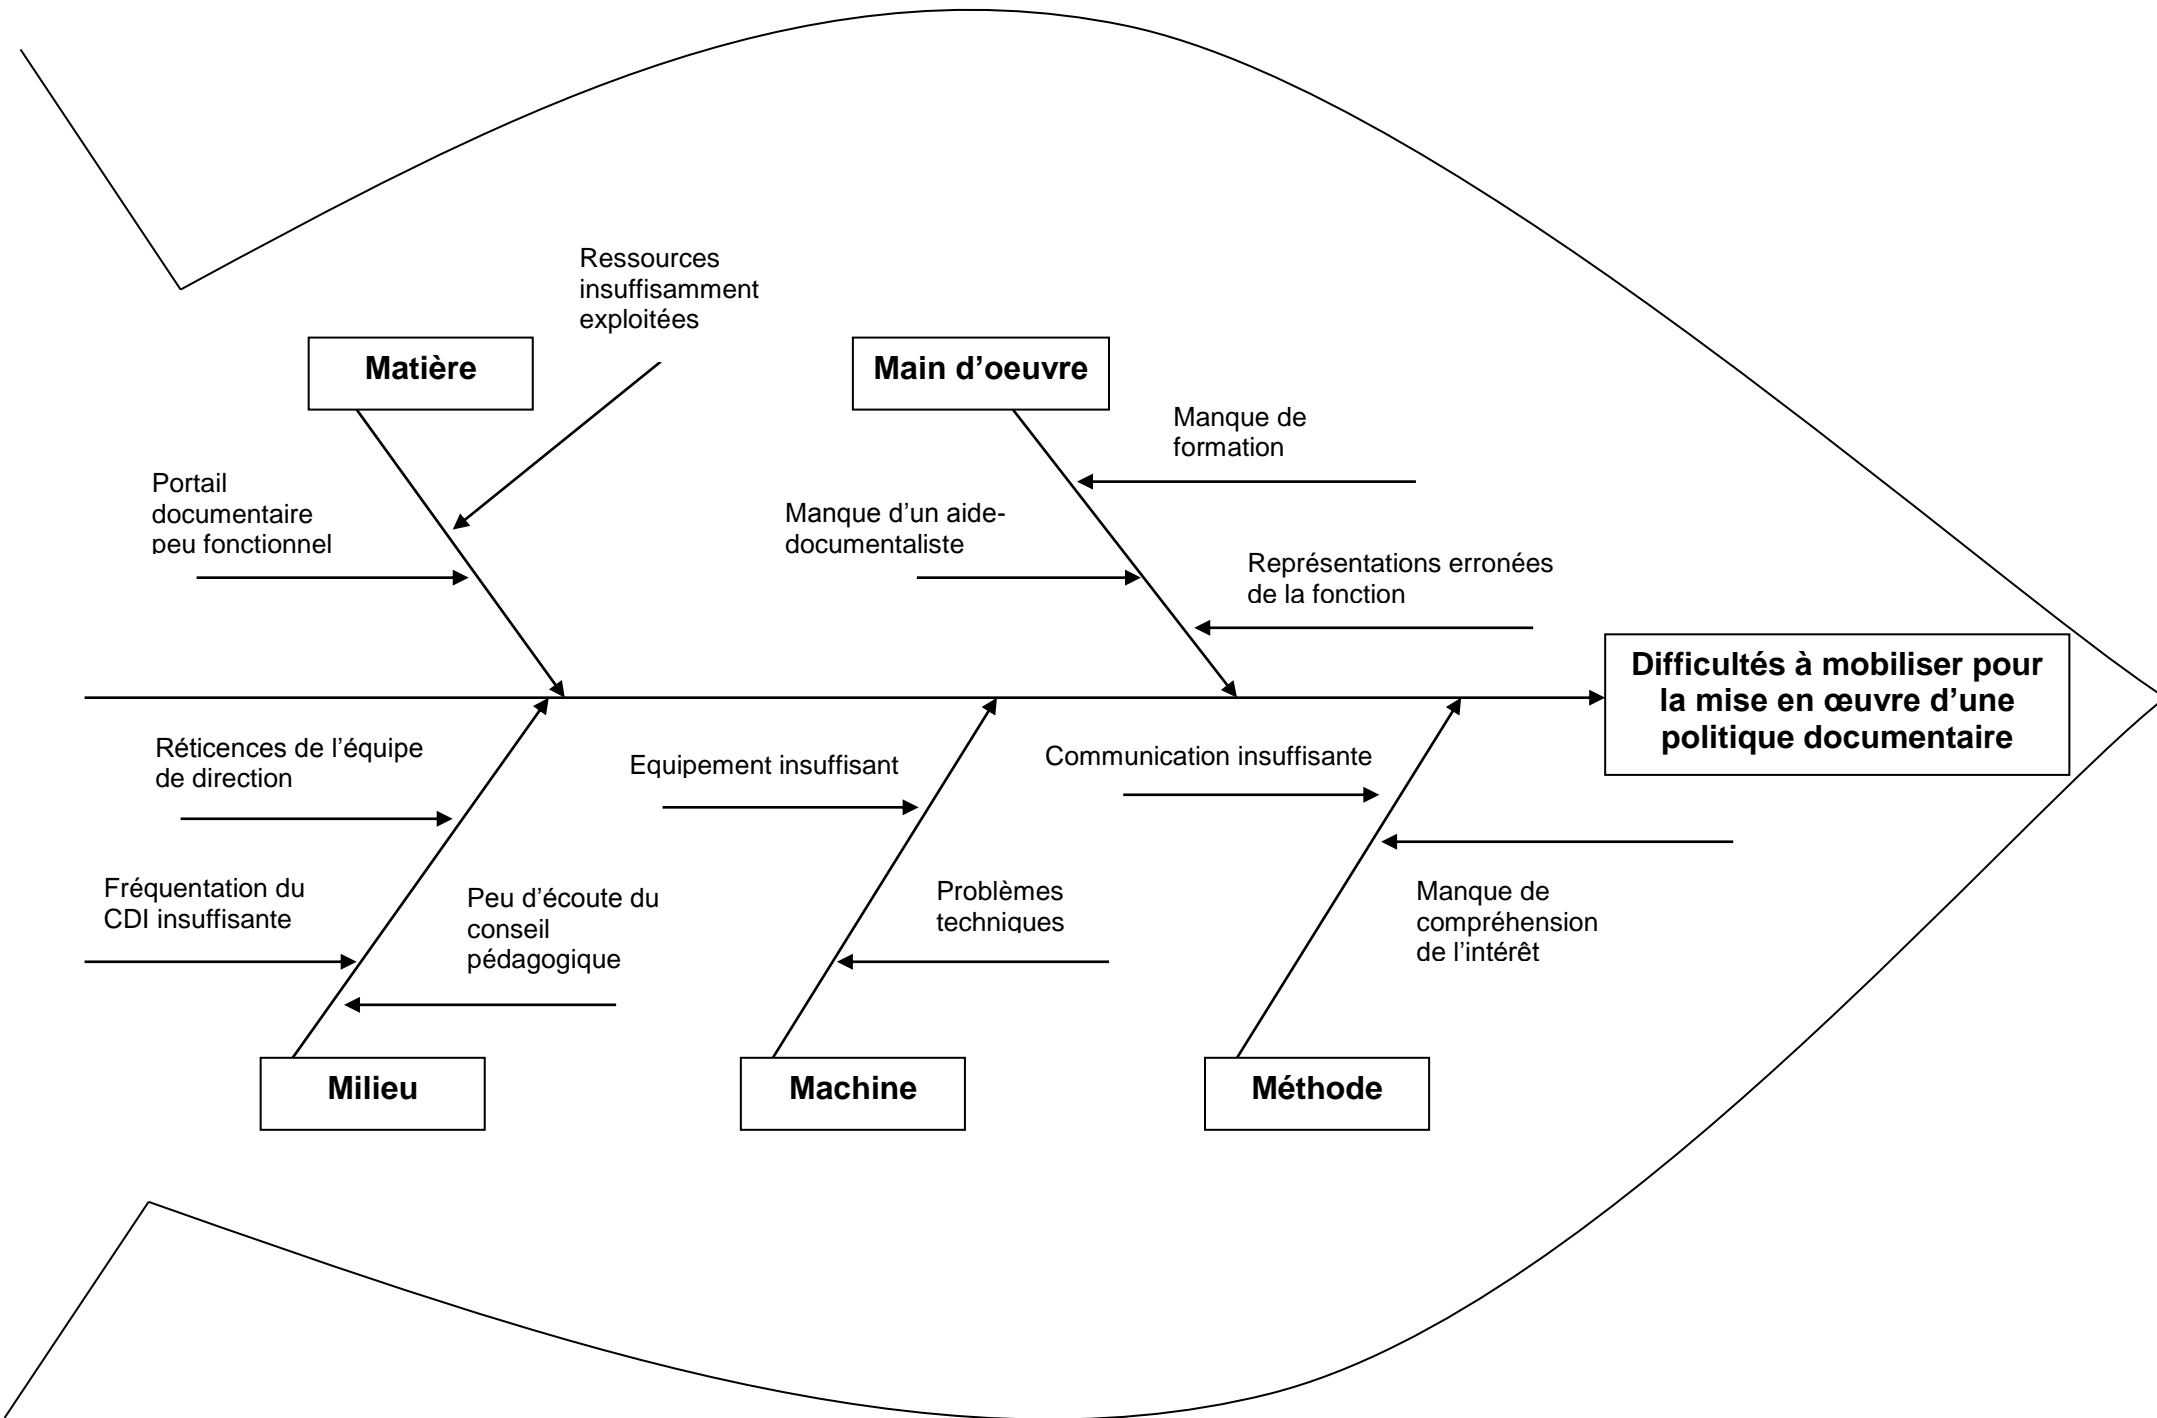 Ressources
insuffisamment
exploitées
Matière
Main d'oeuvre
Manque de
formation
Portail
documentaire
peu fonctionnel
Manque d'un aide-
documentaliste
Représentations erronées
de la fonction
Difficultés à mobiliser pour
la mise en œuvre d'une
politique documentaire
Réticences de l'équipe
de direction
Equipement insuffisant
Communication insuffisante
Fréquentation du
CDI insuffisante
Peu d'écoute du
conseil
pédagogique
Problèmes
techniques
Manque de
compréhension
de l'intérêt
Milieu
Machine
Méthode